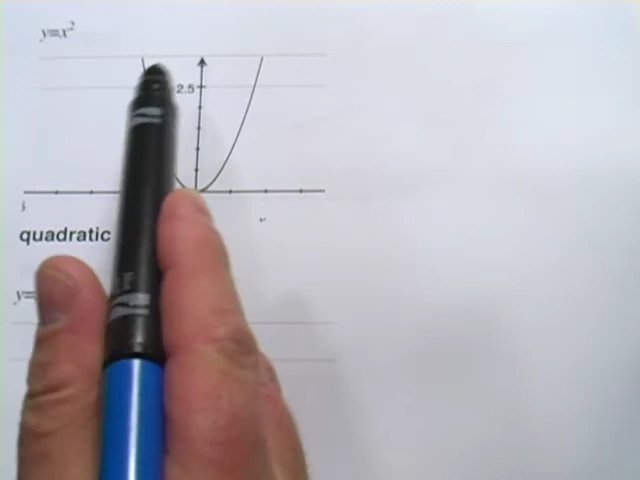 y=x²
2.5
quadratic
y=